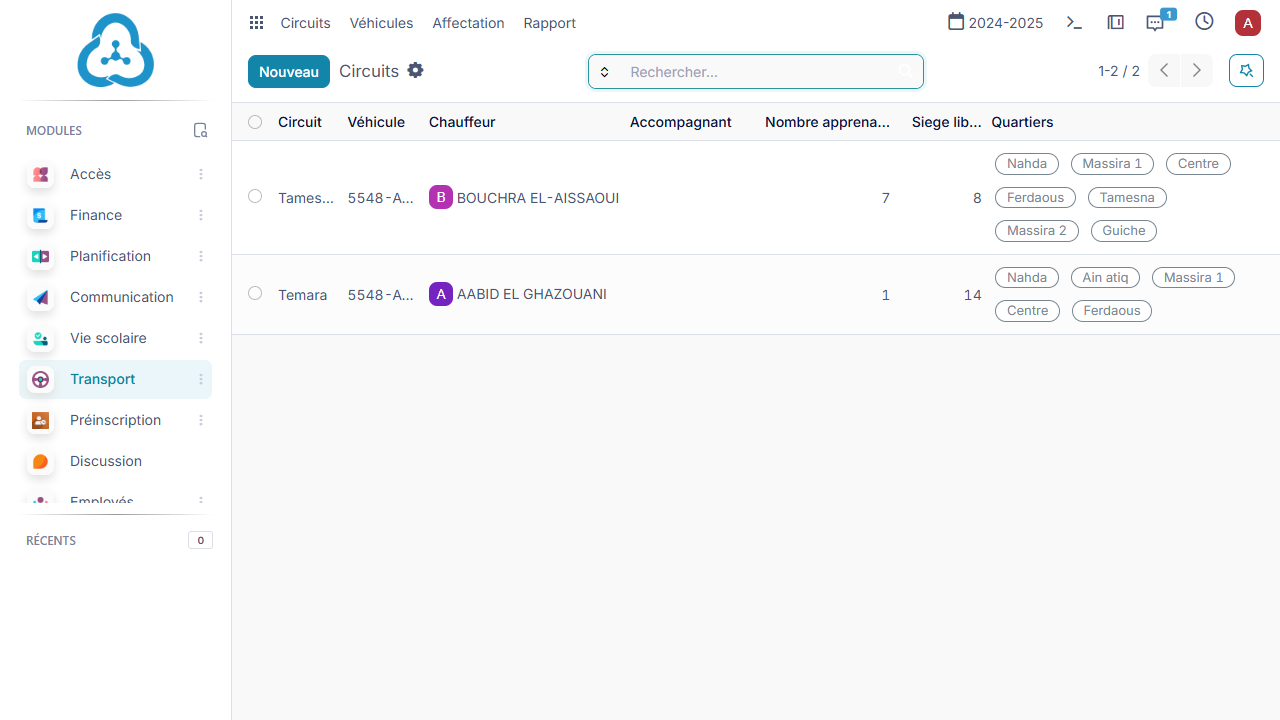 Circuits Véhicules Affectation Rapport 2024-2025 1 A
Nouveau Circuits Rechercher... 1-2 / 2
MODULES
Accès
Finance
Planification
Communication
Vie scolaire
Transport
Préinscription
Discussion
Employés
RÉCENTS 0
Circuit Véhicule Chauffeur Accompagnant Nombre apprena... Siege lib... Quartiers
Tames... 5548-A... B BOUCHRA EL-AISSAOUI 7 8
Nahda Massira 1 Centre
Ferdaous Tamesna
Massira 2 Guiche
Temara 5548-A... A AABID EL GHAZOUANI 1 14
Nahda Ain atiq Massira 1
Centre Ferdaous